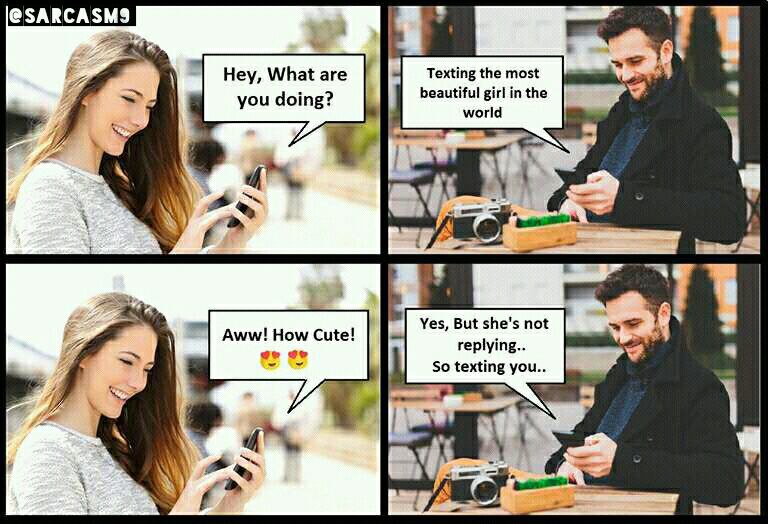 @SARCASM9
Hey, What are
you doing?
Texting the most
beautiful girl in the
world
Aww! How Cute!
😍 😍
Yes, But she's not
replying..
So texting you..